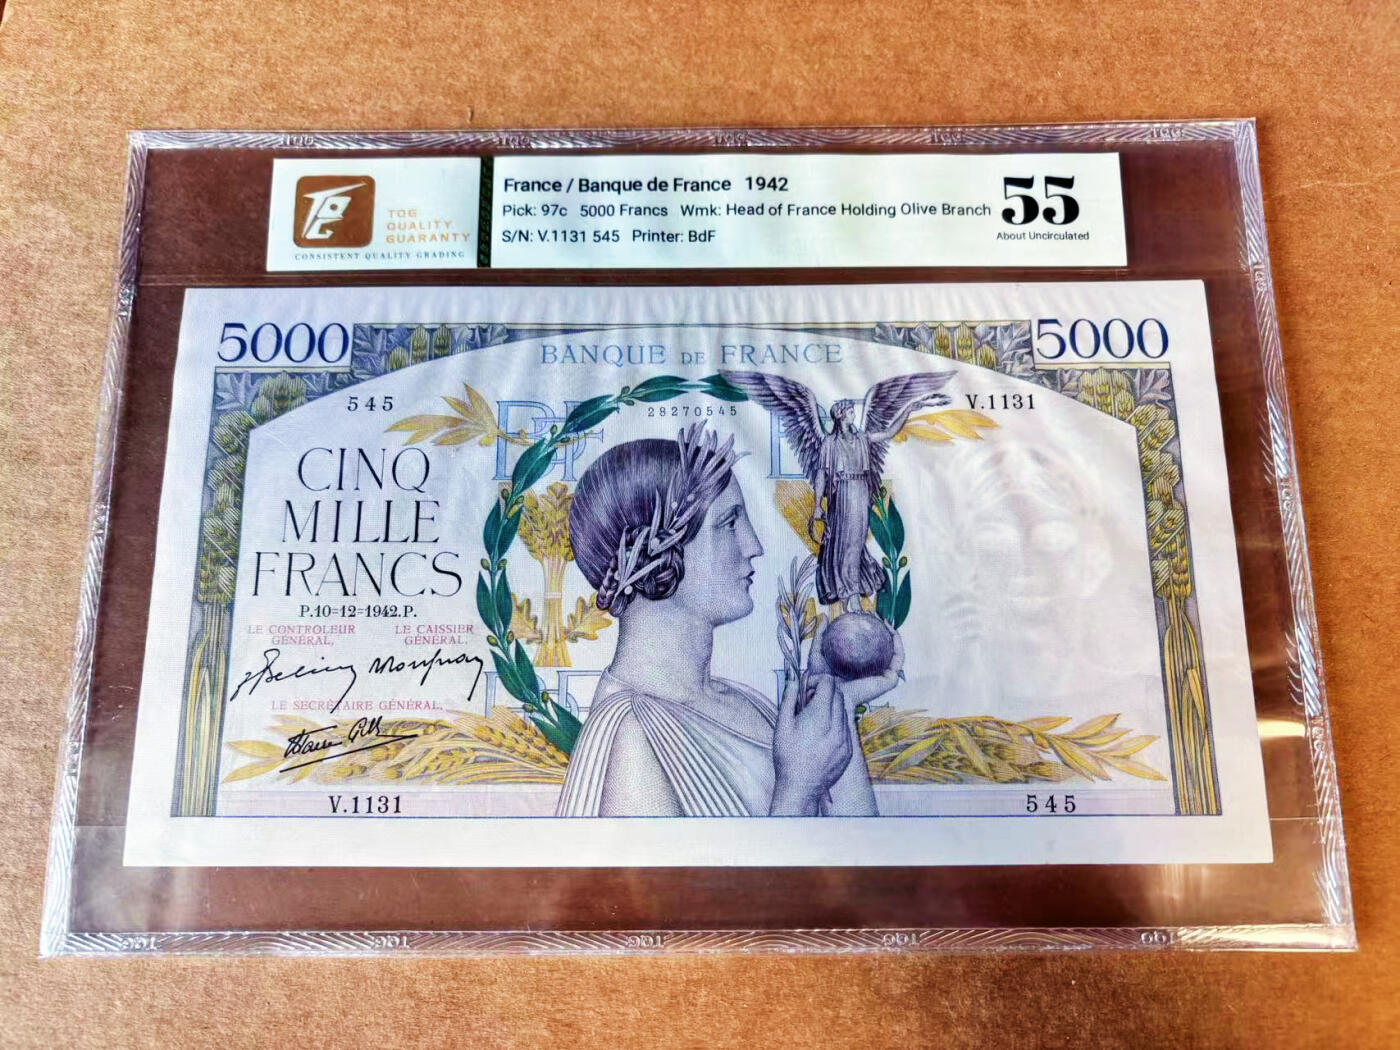 TQG
QUALITY
GUARANTY
CONSISTENT QUALITY GRADING
France / Banque de France 1942
Pick: 97c 5000 Francs Wmk: Head of France Holding Olive Branch
S/N: V.1131 545 Printer: BdF
55
About Uncirculated
5000
5000
BANQUE DE FRANCE
545
28270545
V.1131
CINQ
MILLE
FRANCS
P.10=12=1942.P.
LE CONTROLEUR
GÉNÉRAL,
LE CAISSIER
GÉNÉRAL,
LE SECRÉTAIRE GÉNÉRAL,
V.1131
545